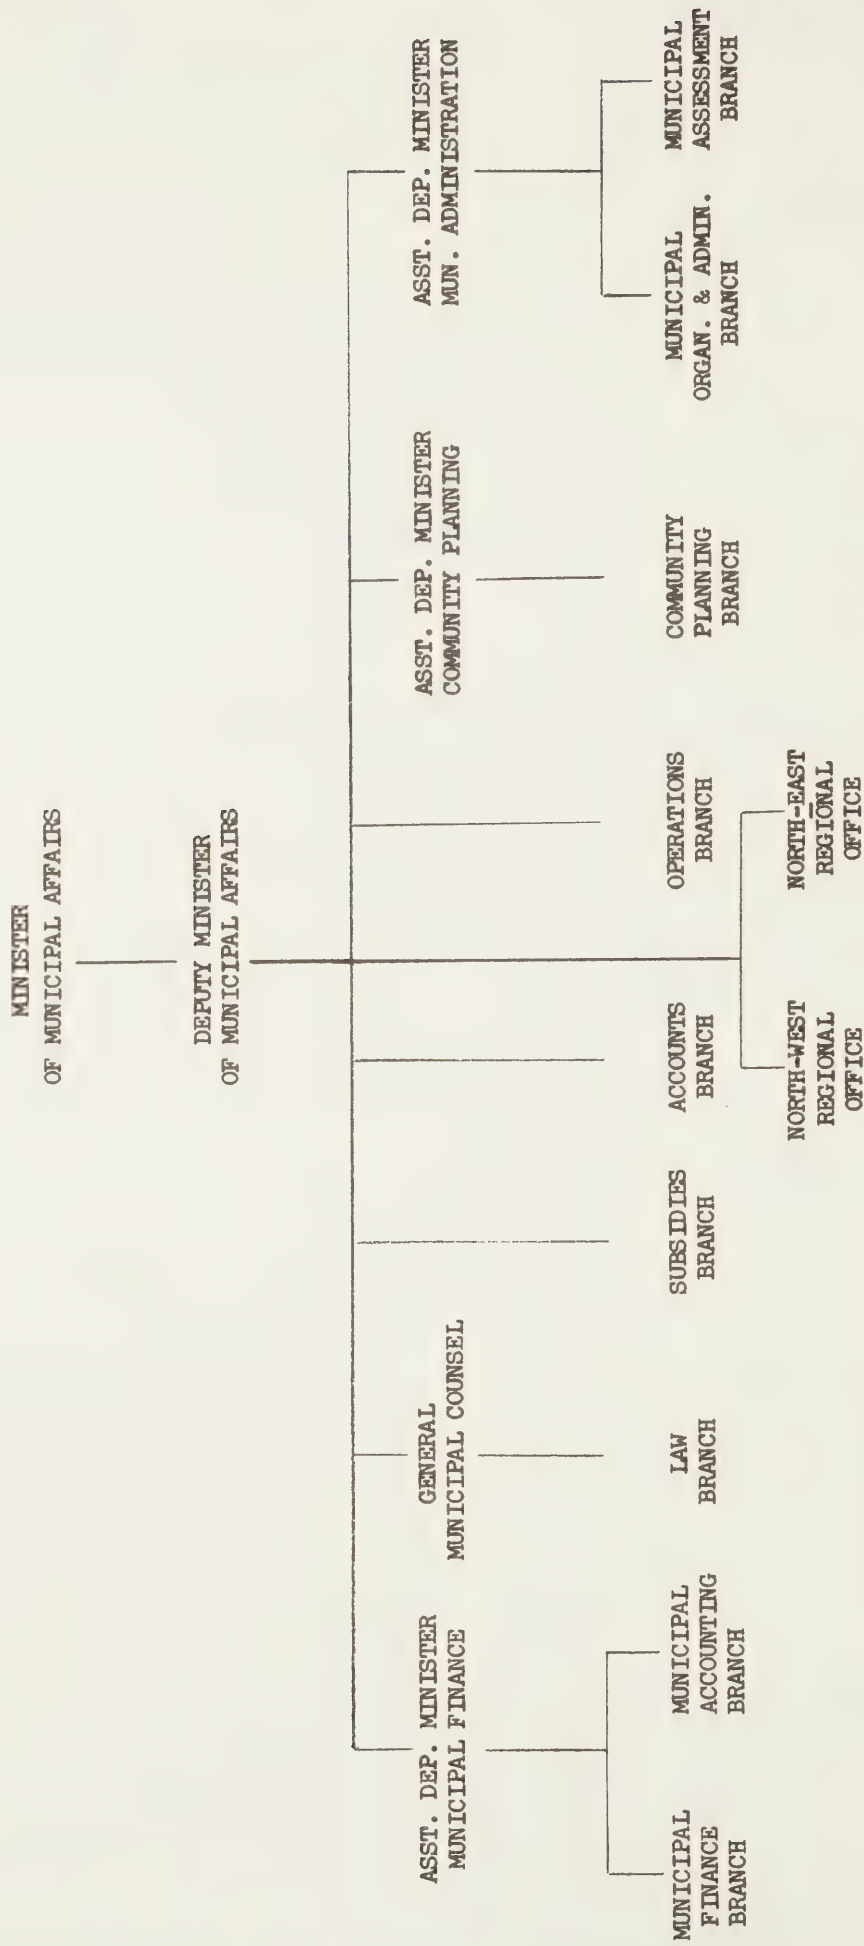 MINISTER
OF MUNICIPAL AFFAIRS
DEPUTY MINISTER
OF MUNICIPAL AFFAIRS
ASST. DEP. MINISTER
MUNICIPAL FINANCE
GENERAL
MUNICIPAL COUNSEL
ASST. DEP. MINISTER
COMMUNITY PLANNING
ASST. DEP. MINISTER
MUN. ADMINISTRATION
MUNICIPAL
FINANCE
BRANCH
MUNICIPAL
ACCOUNTING
BRANCH
LAW
BRANCH
SUBSIDIES
BRANCH
ACCOUNTS
BRANCH
OPERATIONS
BRANCH
COMMUNITY
PLANNING
BRANCH
MUNICIPAL
ORGAN. & ADMIN.
BRANCH
MUNICIPAL
ASSESSMENT
BRANCH
NORTH-WEST
REGIONAL
OFFICE
NORTH-EAST
REGIONAL
OFFICE